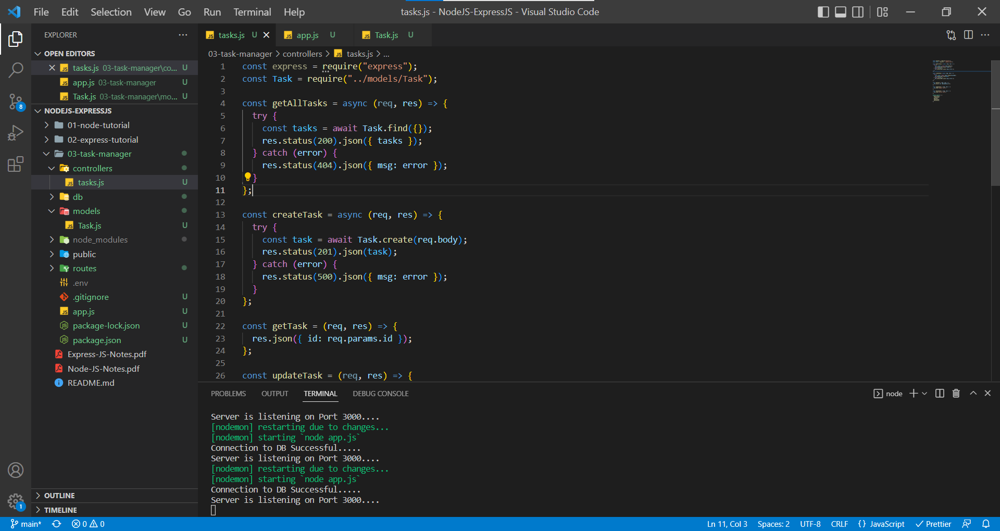 File Edit Selection View Go Run Terminal Help
tasks.js - NodeJS-ExpressJS - Visual Studio Code
EXPLORER
OPEN EDITORS
tasks.js 03-task-manager\co... U
app.js 03-task-manager U
Task.js 03-task-manager\mo... U
NODEJS-EXPRESSJS
01-node-tutorial
02-express-tutorial
03-task-manager
controllers
tasks.js U
db
models
Task.js U
node_modules
public
routes
.env
.gitignore U
app.js U
package-lock.json U
package.json U
Express-JS-Notes.pdf
Node-JS-Notes.pdf
README.md
OUTLINE
TIMELINE
8
1
tasks.js U
app.js U
Task.js U
03-task-manager > controllers > tasks.js > ...
1 const express = require("express");
2 const Task = require("../models/Task");
3
4 const getAllTasks = async (req, res) => {
5 try {
6 const tasks = await Task.find({});
7 res.status(200).json({ tasks });
8 } catch (error) {
9 res.status(404).json({ msg: error });
10 }
11 };
12
13 const createTask = async (req, res) => {
14 try {
15 const task = await Task.create(req.body);
16 res.status(201).json(task);
17 } catch (error) {
18 res.status(500).json({ msg: error });
19 }
20 };
21
22 const getTask = (req, res) => {
23 res.json({ id: req.params.id });
24 };
25
26 const updateTask = (req, res) => {
PROBLEMS OUTPUT TERMINAL DEBUG CONSOLE
node
Server is listening on Port 3000....
[nodemon] restarting due to changes...
[nodemon] starting `node app.js`
Connection to DB Successful.....
Server is listening on Port 3000....
[nodemon] restarting due to changes...
[nodemon] starting `node app.js`
Connection to DB Successful.....
Server is listening on Port 3000....
main* 0 0
Ln 11, Col 3 Spaces: 2 UTF-8 CRLF {} JavaScript Prettier